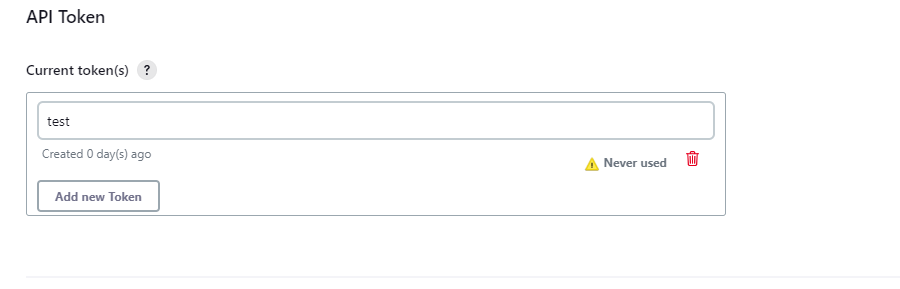 API Token
Current token(s) ?
test
Created 0 day(s) ago
Never used
Add new Token